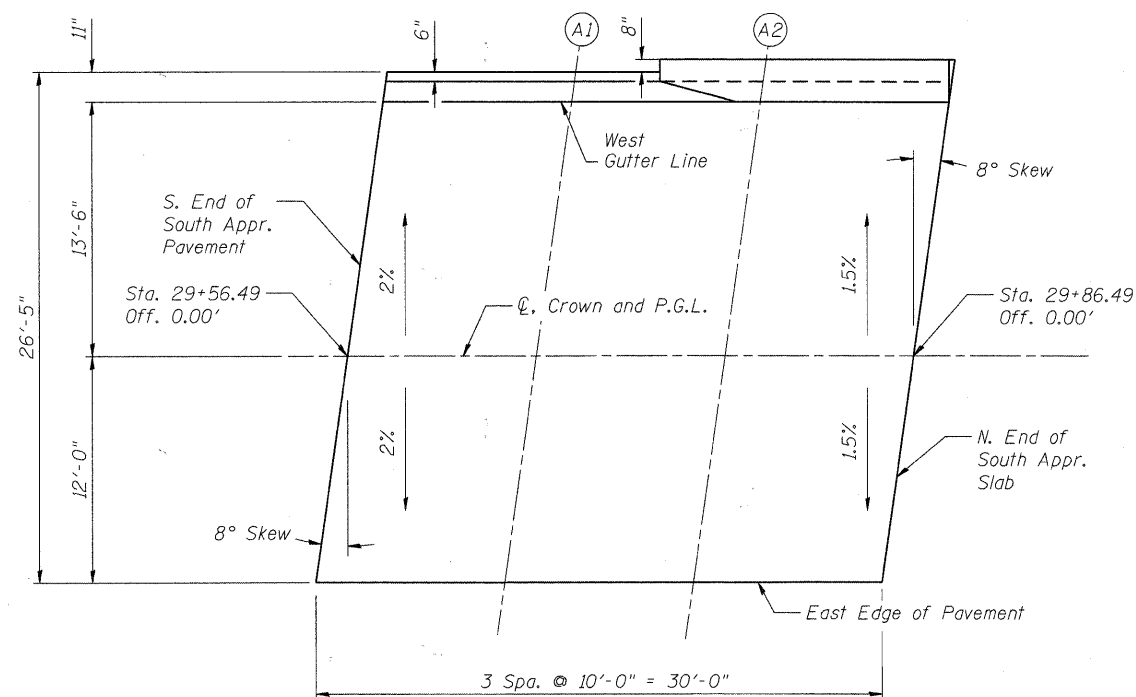 11"
6"
A1
8"
A2
West
Gutter Line
8° Skew
S. End of
South Appr.
Pavement
13'-6"
2%
1.5%
Sta. 29+56.49
Off. 0.00'
℄, Crown and P.G.L.
Sta. 29+86.49
Off. 0.00'
26'-5"
12'-0"
2%
1.5%
N. End of
South Appr.
Slab
8° Skew
East Edge of Pavement
3 Spa. @ 10'-0" = 30'-0"